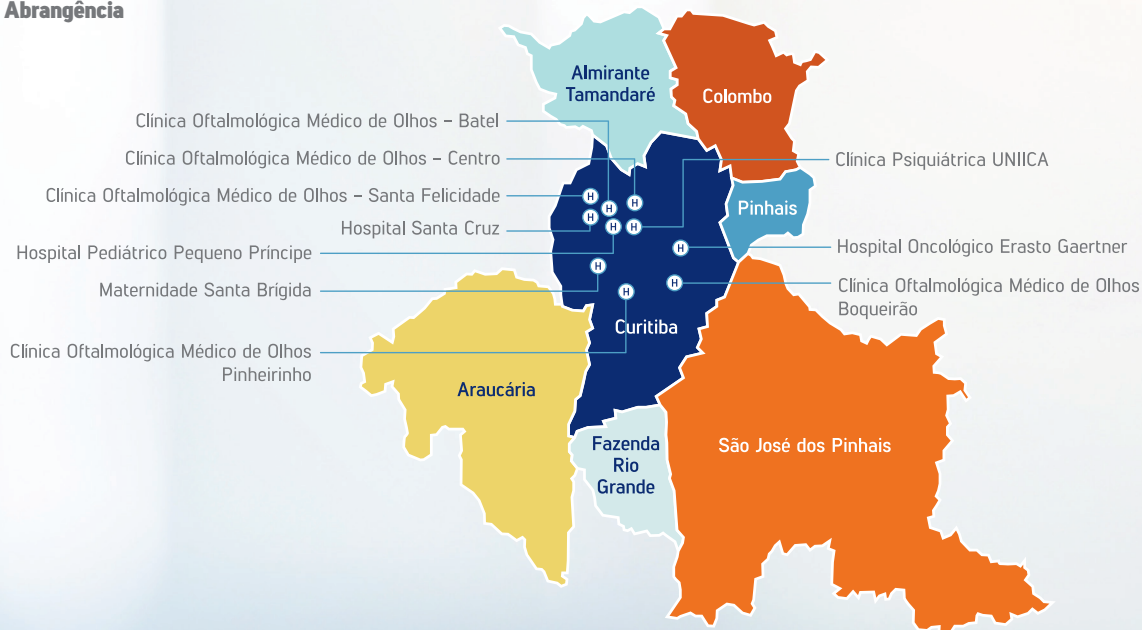 Abrangência
Almirante
Tamandaré
Colombo
Clínica Oftalmológica Médico de Olhos – Batel
Clínica Oftalmológica Médico de Olhos – Centro
Clínica Psiquiátrica UNIICA
Clínica Oftalmológica Médico de Olhos – Santa Felicidade
Pinhais
Hospital Santa Cruz
Hospital Pediátrico Pequeno Príncipe
Hospital Oncológico Erasto Gaertner
Maternidade Santa Brígida
Clínica Oftalmológica Médico de Olhos
Boqueirão
H
H
H
H
H
H
H
H
H
H
Curitiba
Clínica Oftalmológica Médico de Olhos
Pinheirinho
Araucária
Fazenda
Rio
Grande
São José dos Pinhais